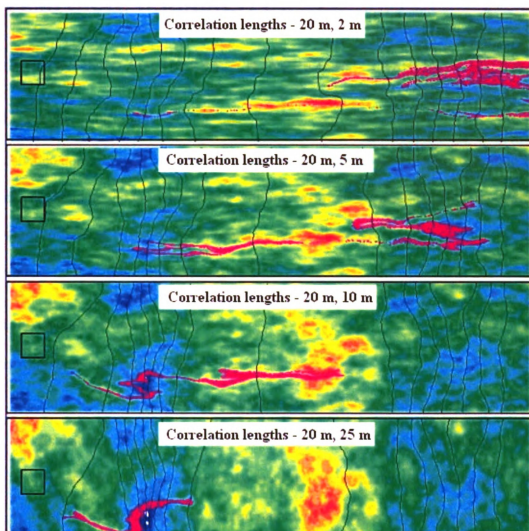 Correlation lengths - 20 m, 2 m
Correlation lengths - 20 m, 5 m
Correlation lengths - 20 m, 10 m
Correlation lengths - 20 m, 25 m